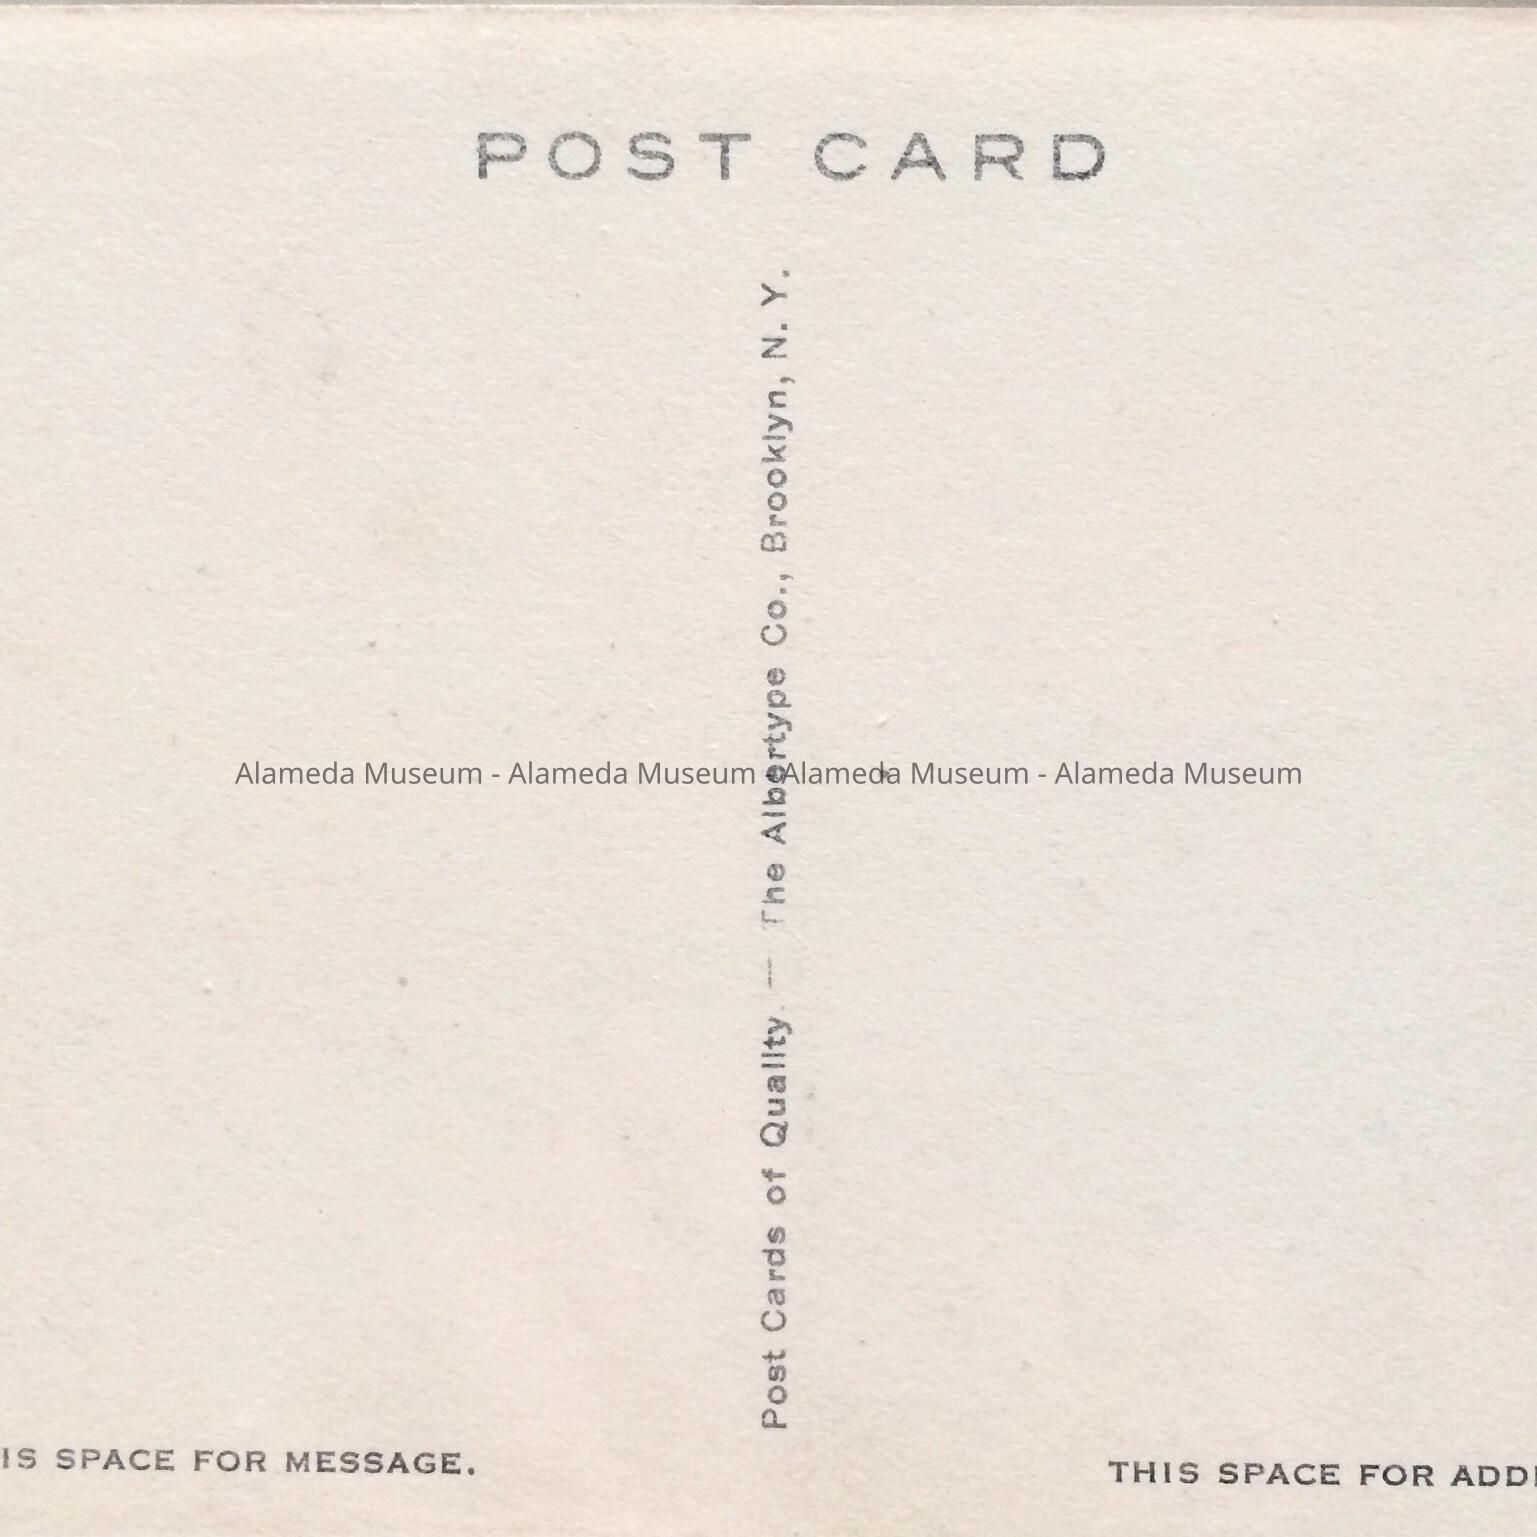 POST CARD
Post Cards of Quality. — The Albertype Co., Brooklyn, N. Y.
Alameda Museum - Alameda Museum - Alameda Museum - Alameda Museum
IS SPACE FOR MESSAGE.
THIS SPACE FOR ADD